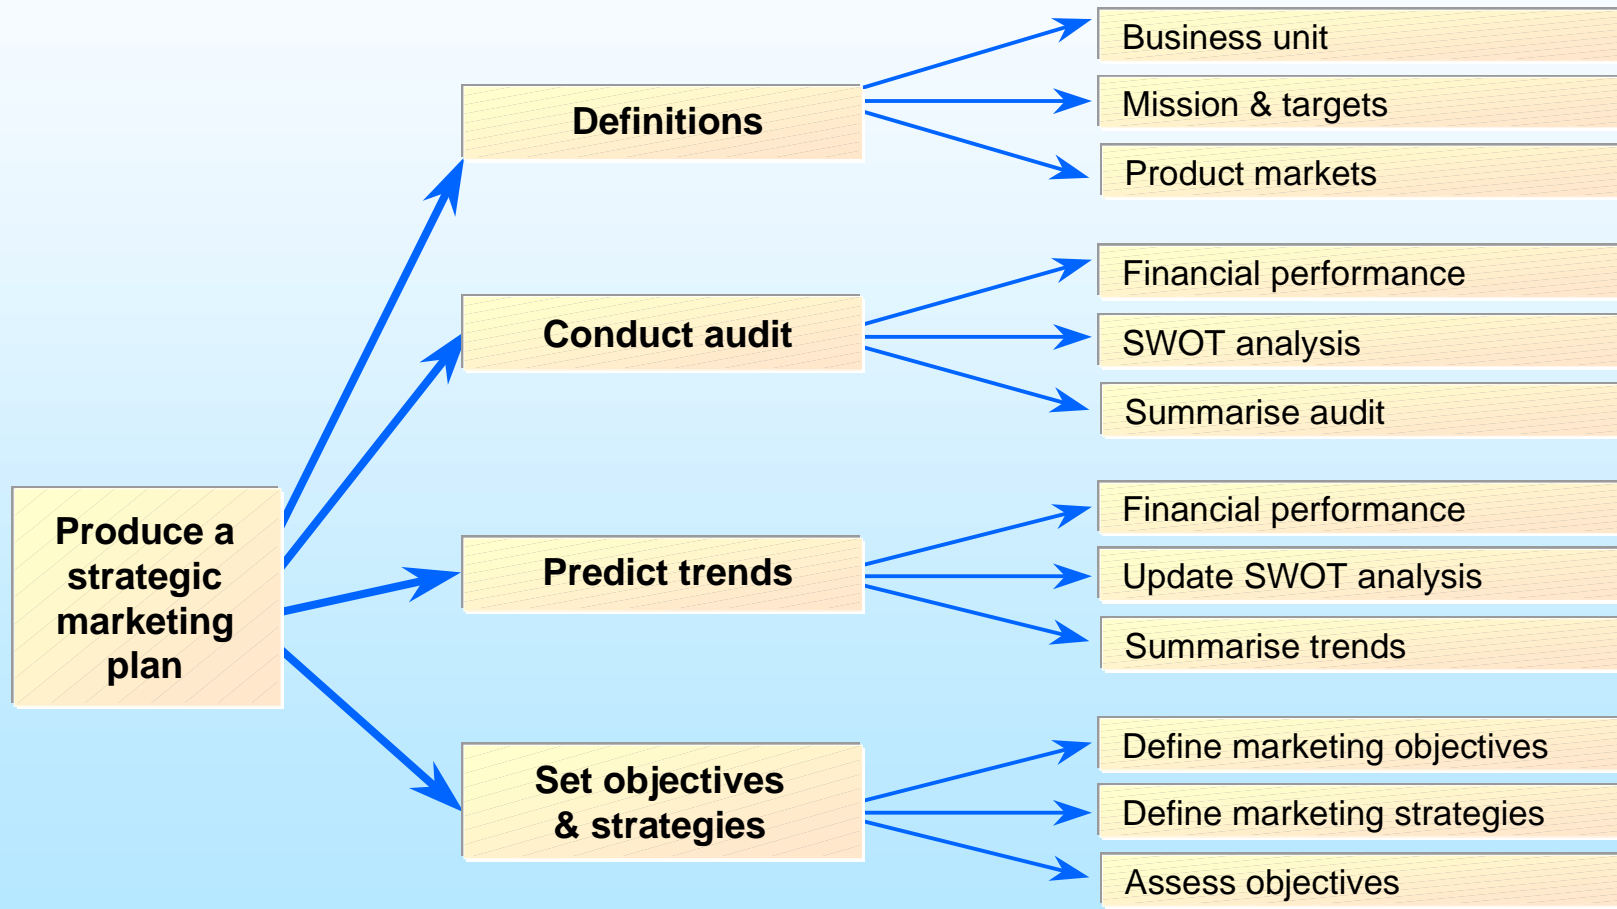 Business unit
Definitions
Mission & targets
Product markets
Financial performance
Conduct audit
SWOT analysis
Summarise audit
Produce a
strategic
marketing
plan
Financial performance
Predict trends
Update SWOT analysis
Summarise trends
Define marketing objectives
Set objectives
& strategies
Define marketing strategies
Assess objectives